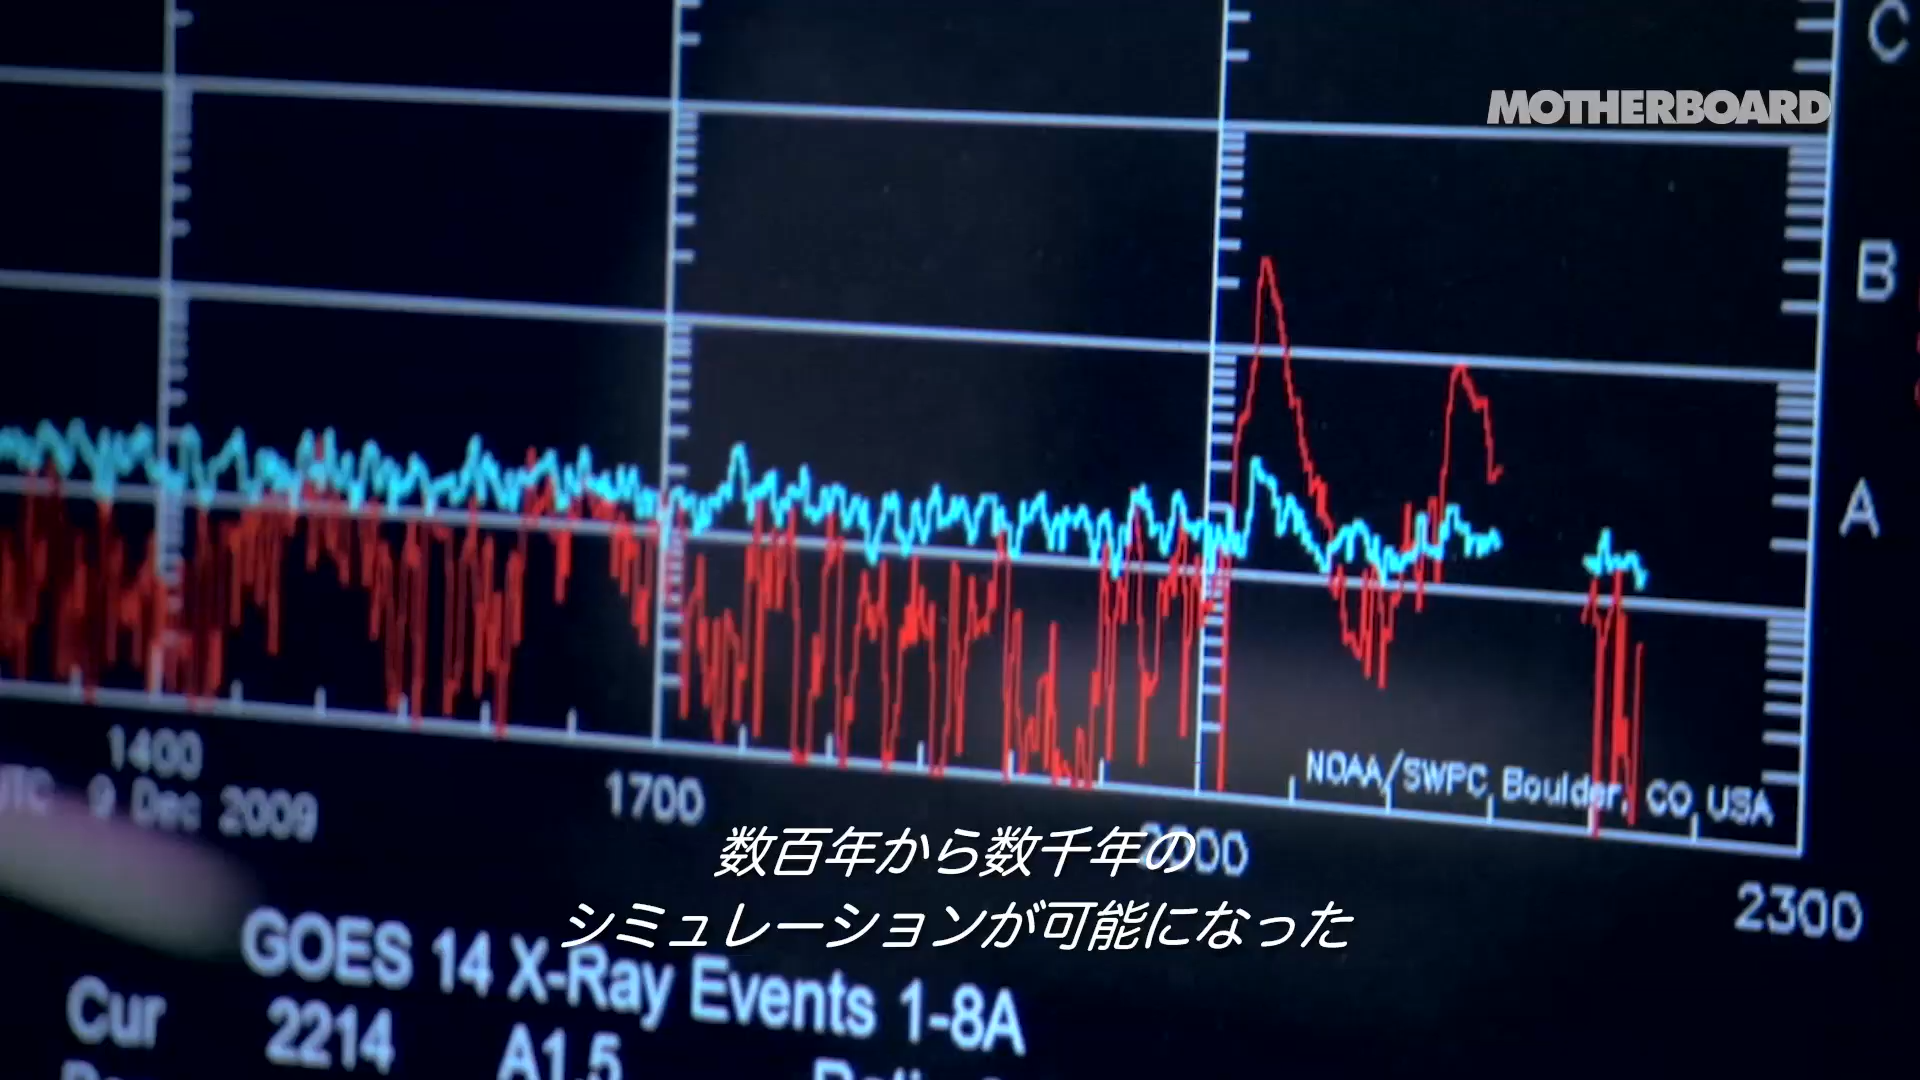 C
MOTHERBOARD
B
A
NOAA/SWPC Boulder, CO USA
1400
1700
2300
UTC 9 Dec 2009
数百年から数千年の
シミュレーションが可能になった
GOES 14 X-Ray Events 1-8A
Cur 2214 A1.5